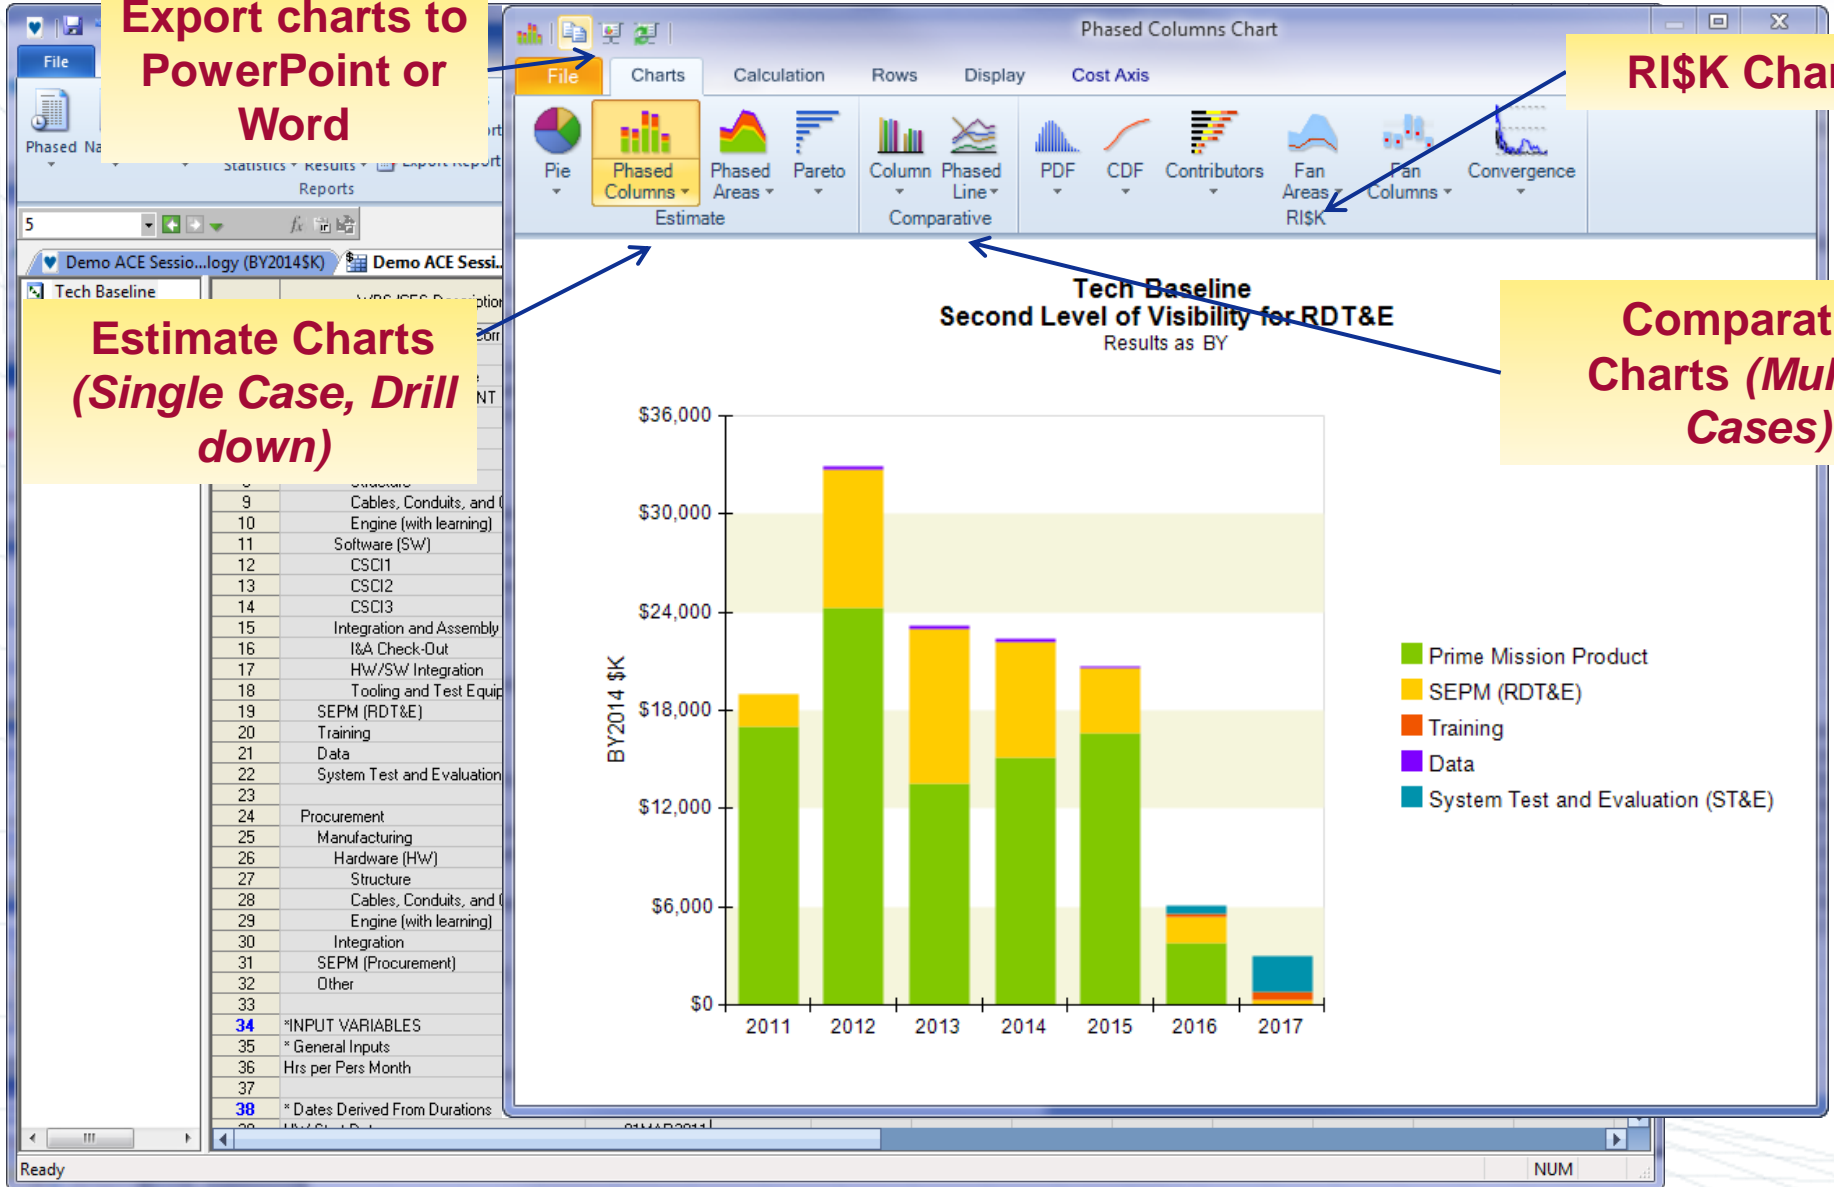 Export charts to
PowerPoint or
Word
File
Phased
Statistics Results Export Report
Reports
5
Demo ACE Sessio...logy (BY2014$K)
Demo ACE Sessi..
Tech Baseline
Estimate Charts
(Single Case, Drill
down)
9 Cables, Conduits, and
10 Engine (with learning)
11 Software (SW)
12 CSCI1
13 CSCI2
14 CSCI3
15 Integration and Assembly
16 I&A Check-Out
17 HW/SW Integration
18 Tooling and Test Equip
19 SEPM (RDT&E)
20 Training
21 Data
22 System Test and Evaluation
23
24 Procurement
25 Manufacturing
26 Hardware (HW)
27 Structure
28 Cables, Conduits, and
29 Engine (with learning)
30 Integration
31 SEPM (Procurement)
32 Other
33
34 *INPUT VARIABLES
35 * General Inputs
36 Hrs per Pers Month
37
38 * Dates Derived From Durations
Ready
NUM
Phased Columns Chart
File Charts Calculation Rows Display Cost Axis
Pie
Phased
Columns
Phased
Areas
Pareto
Estimate
Column
Phased
Line
Comparative
PDF
CDF
Contributors
Fan
Areas
Fan
Columns
Convergence
RI$K
RI$K Char
Comparat
Charts (Mul
Cases)
Tech Baseline
Second Level of Visibility for RDT&E
Results as BY
BY2014 $K
$36,000
$30,000
$24,000
$18,000
$12,000
$6,000
$0
2011 2012 2013 2014 2015 2016 2017
Prime Mission Product
SEPM (RDT&E)
Training
Data
System Test and Evaluation (ST&E)